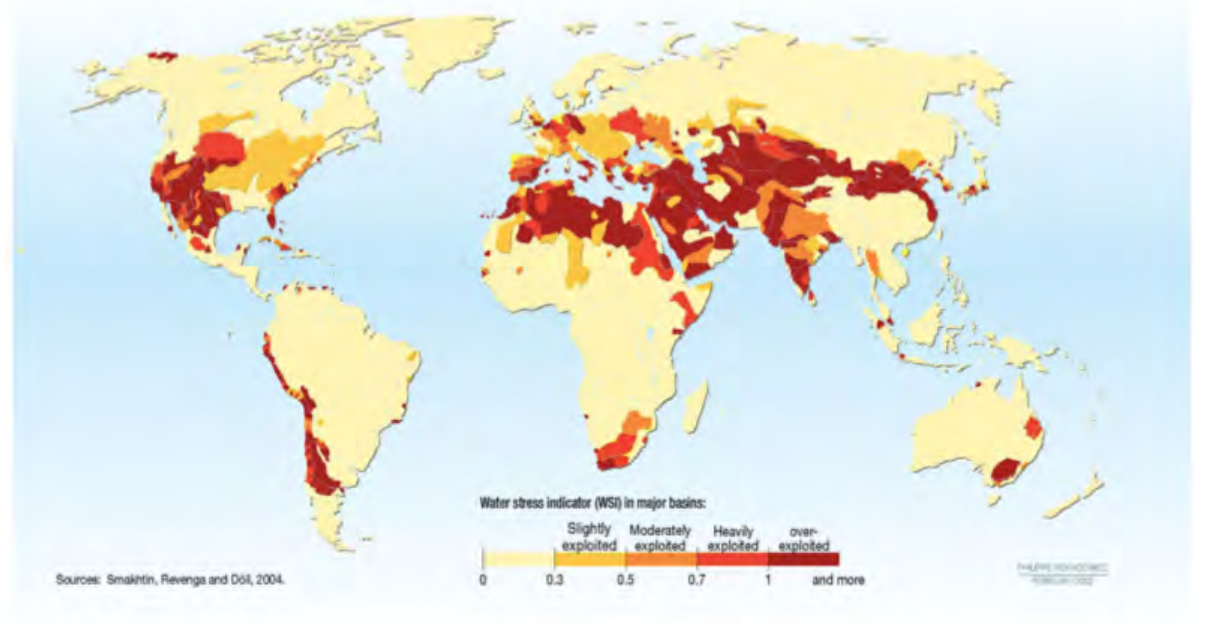 Water stress indicator (WSI) in major basins:
Slightly exploited
Moderately exploited
Heavily exploited
over-exploited
0 0.3 0.5 0.7 1 and more
Sources: Smakhtin, Revenga and Döll, 2004.